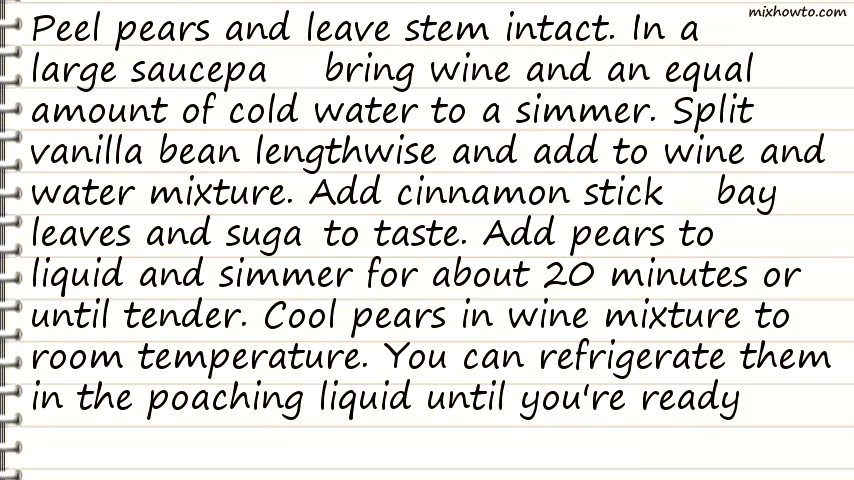 mixhowto.com
Peel pears and leave stem intact. In a
large saucepa bring wine and an equal
amount of cold water to a simmer. Split
vanilla bean lengthwise and add to wine and
water mixture. Add cinnamon stick bay
leaves and suga to taste. Add pears to
liquid and simmer for about 20 minutes or
until tender. Cool pears in wine mixture to
room temperature. You can refrigerate them
in the poaching liquid until you're ready